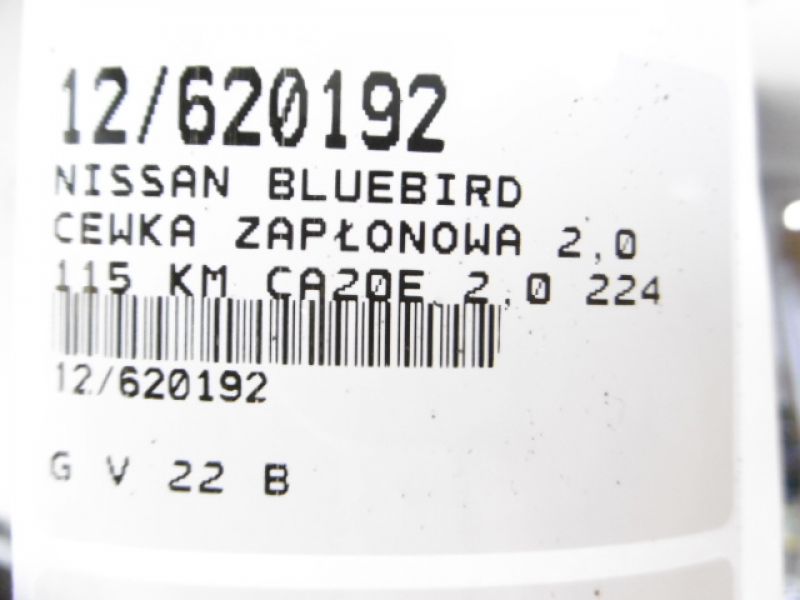 12/620192
NISSAN BLUEBIRD
CEWKA ZAPŁONOWA 2,0
115 KM CA20E 2,0 224
12/620192
G V 22 B